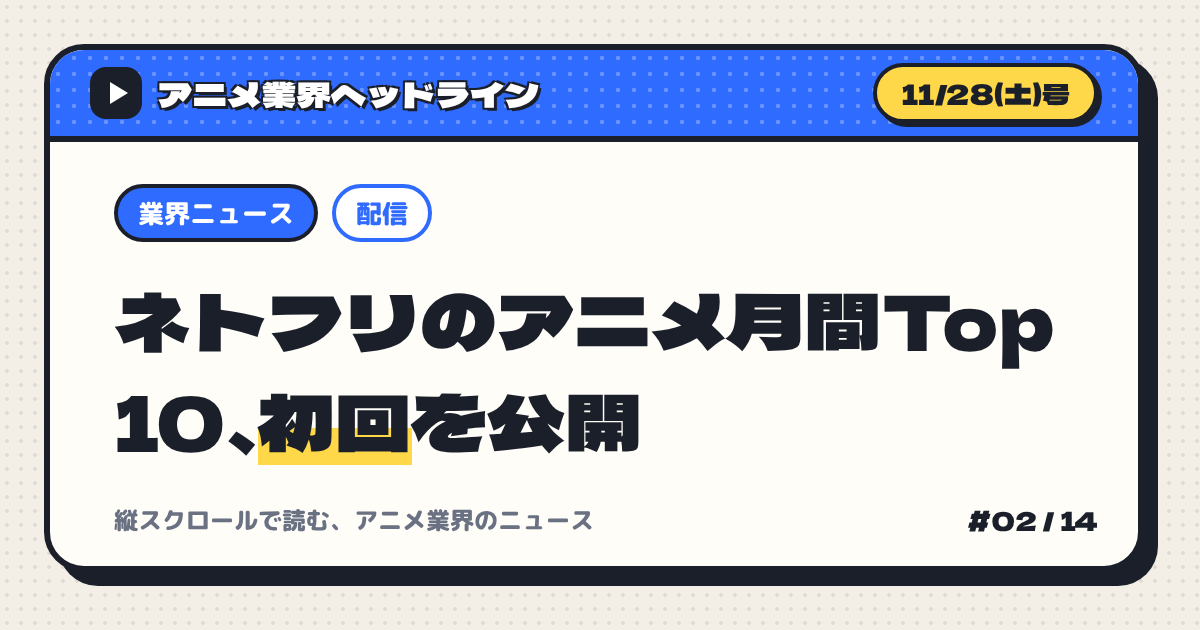 アニメ業界ヘッドライン
11/28(土)号
業界ニュース
配信
ネトフリのアニメ月間Top
10、初回を公開
縦スクロールで読む、アニメ業界のニュース
#02 / 14